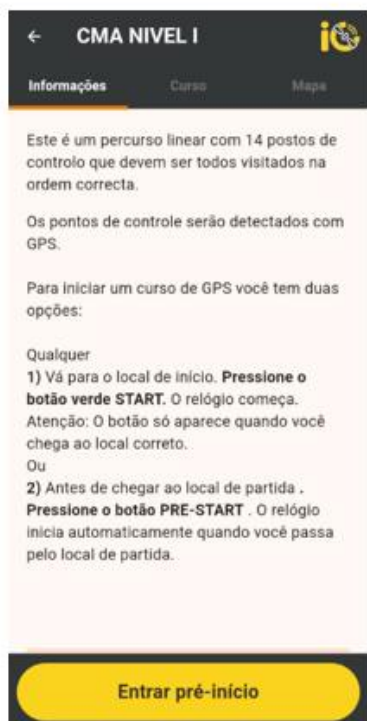 CMA NIVEL I
iO
Informações
Curso
Mapa
Este é um percurso linear com 14 postos de
controlo que devem ser todos visitados na
ordem correcta.
Os pontos de controle serão detectados com
GPS.
Para iniciar um curso de GPS você tem duas
opções:
Qualquer
1) Vá para o local de início. Pressione o
botão verde START. O relógio começa.
Atenção: O botão só aparece quando você
chega ao local correto.
Ou
2) Antes de chegar ao local de partida .
Pressione o botão PRE-START . O relógio
inicia automaticamente quando você passa
pelo local de partida.
Entrar pré-início